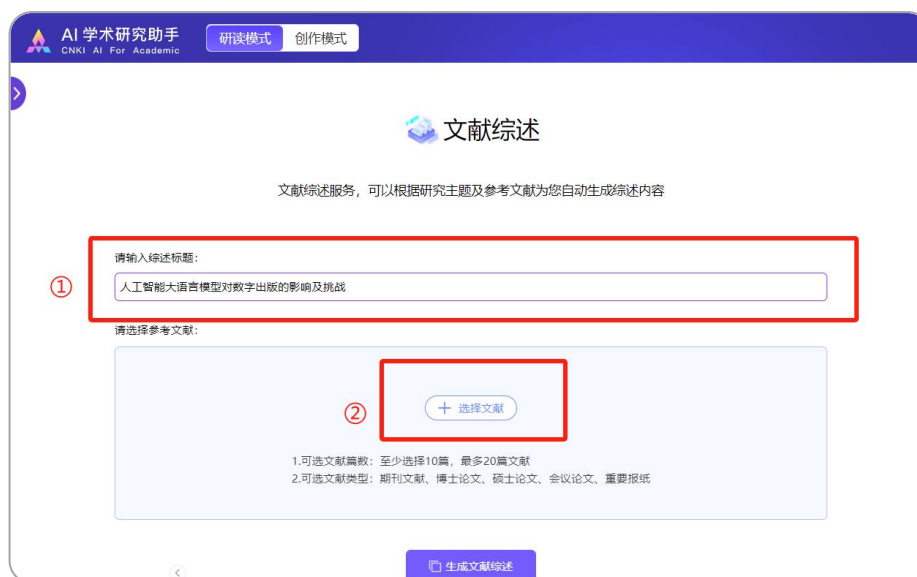 AI 学术研究助手
CNKI AI For Academic
研读模式
创作模式
文献综述
文献综述服务，可以根据研究主题及参考文献为您自动生成综述内容
请输入综述标题：
①
人工智能大语言模型对数字出版的影响及挑战
请选择参考文献：
②
选择文献
1.可选文献篇数：至少选择10篇，最多20篇文献
2.可选文献类型：期刊文献、博士论文、硕士论文、会议论文、重要报纸
生成文献综述